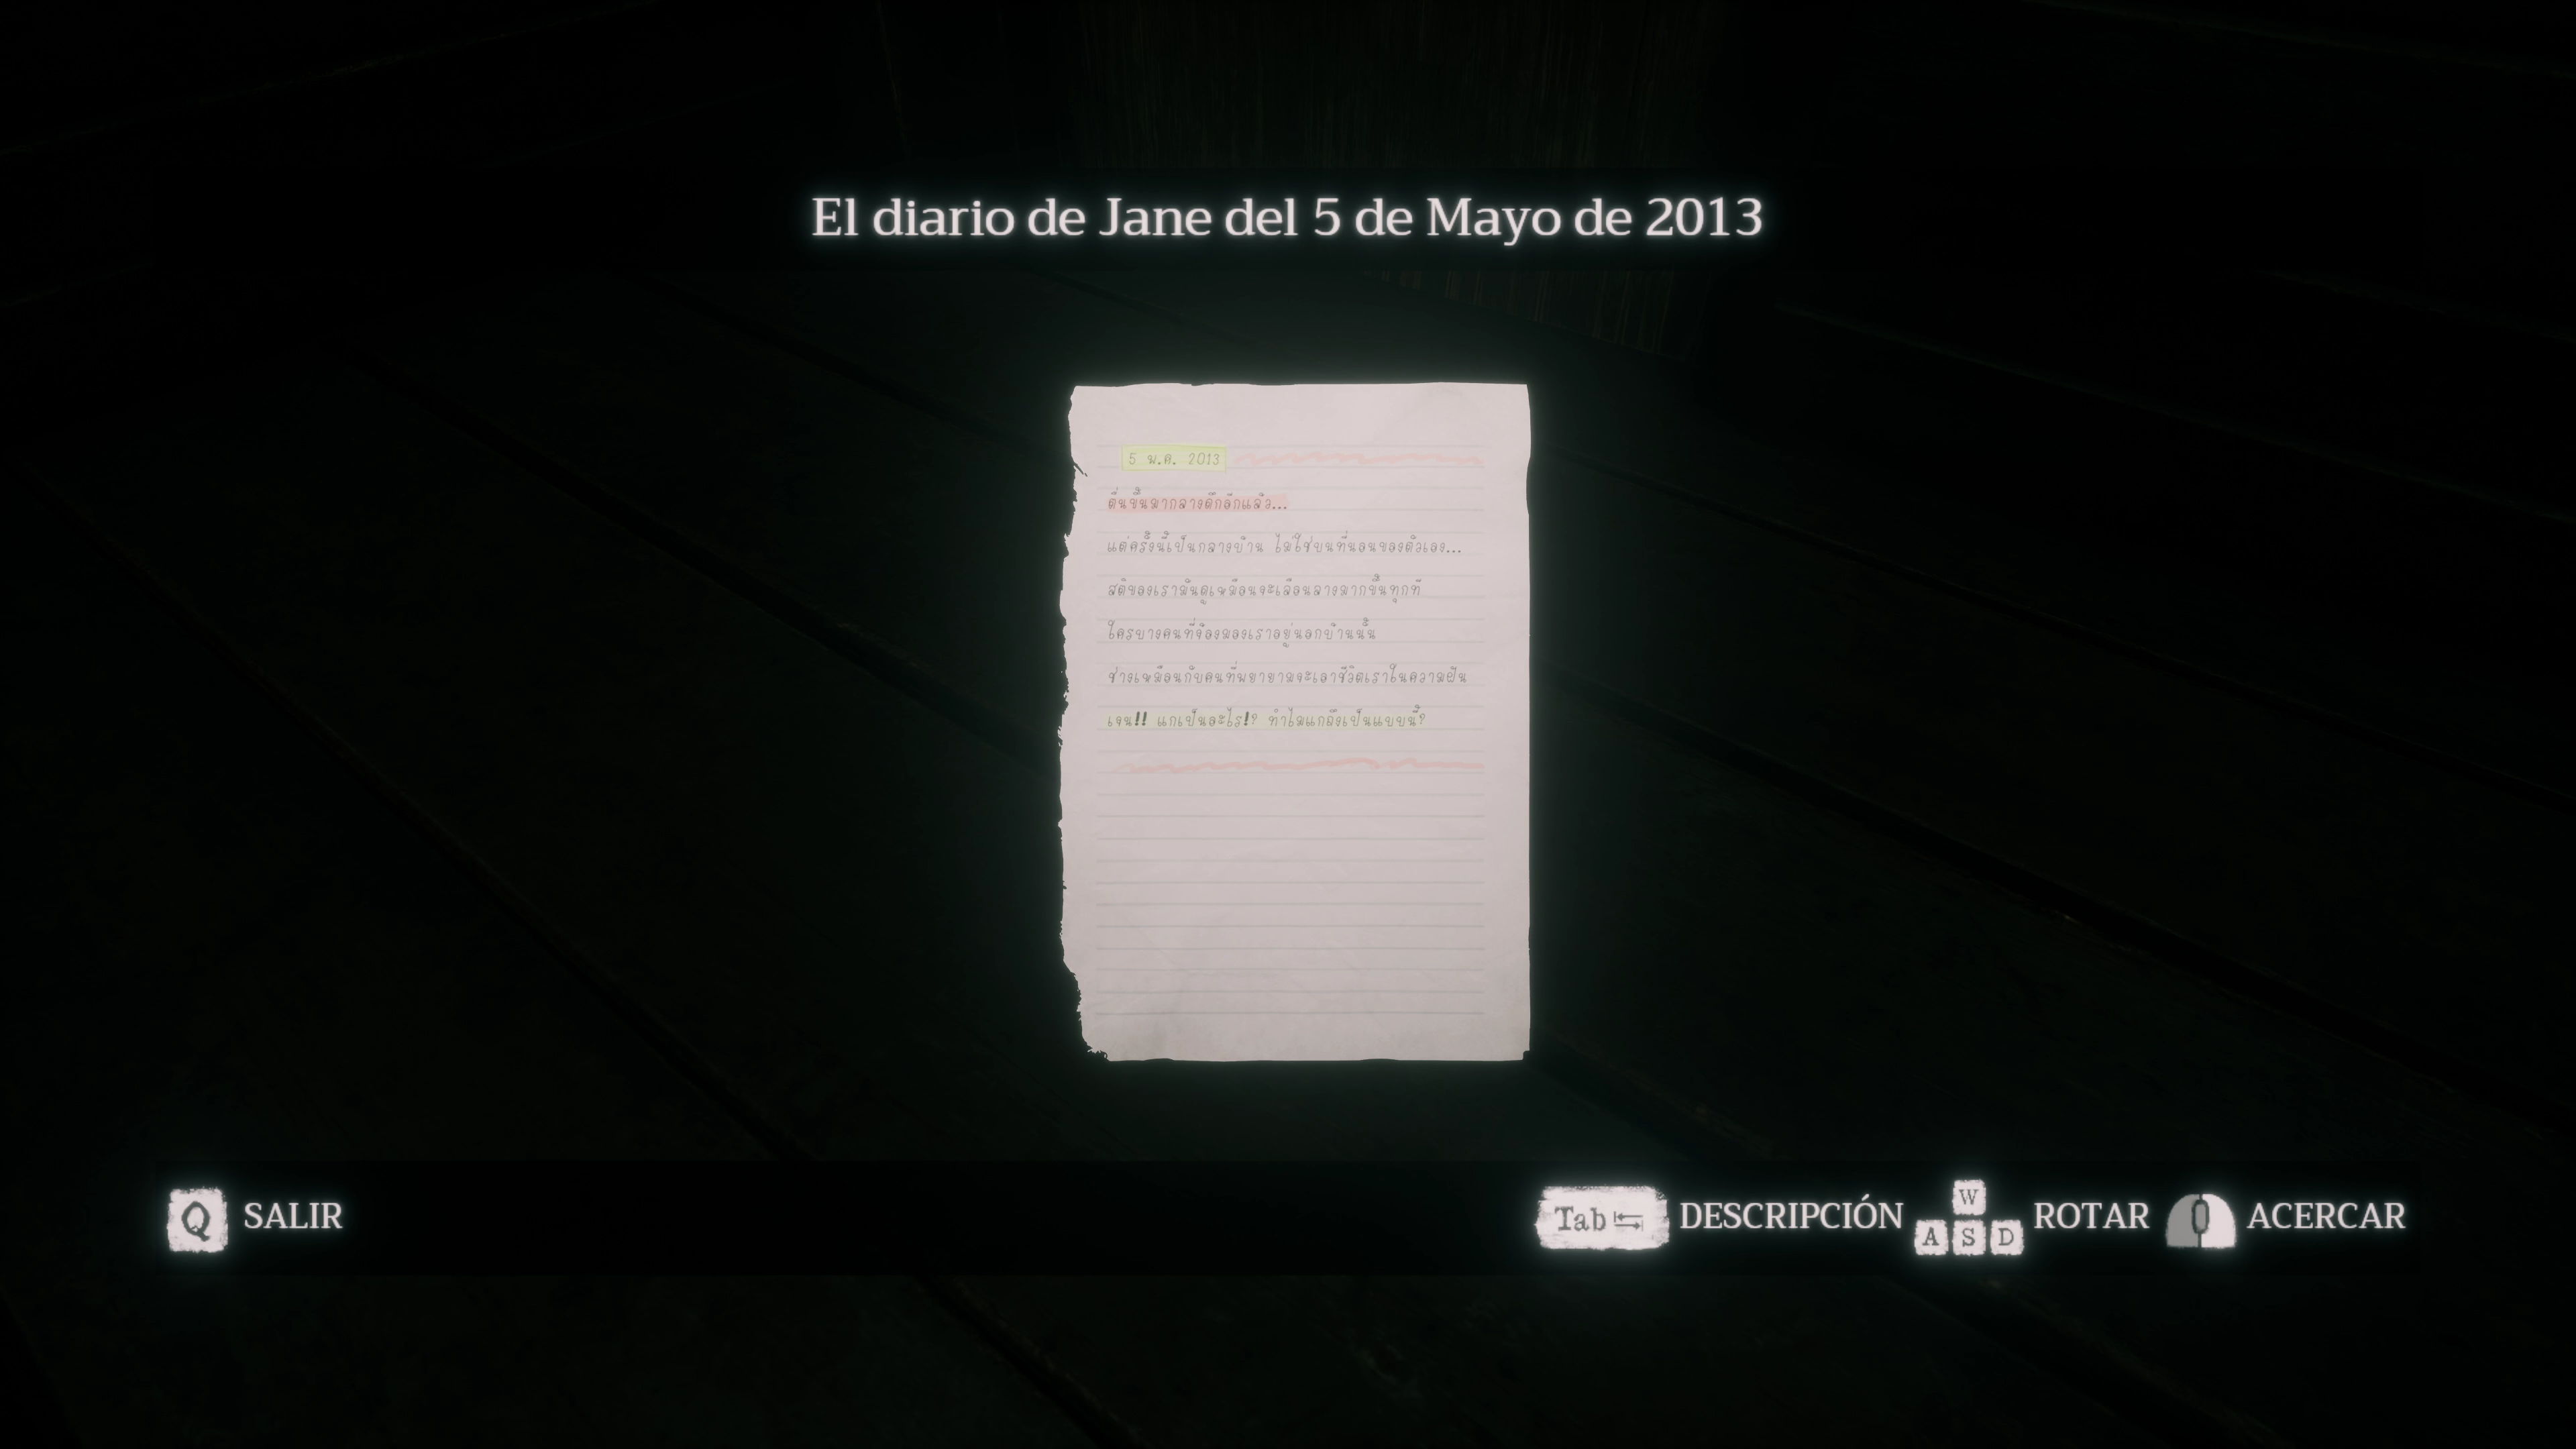 El diario de Jane del 5 de Mayo de 2013
5 พ.ค. 2013
ตื่นขึ้นมากลางดึกอีกแล้ว...
แต่ครั้งนี้เป็นกลางบ้าน ไม่ใช่บนที่นอนของตัวเอง...
สติของเรามันดูเหมือนจะเลือนลางมากขึ้นทุกที
ใครบางคนที่จ้องมองเราอยู่นอกบ้านนั้น
ช่างเหมือนกับคนที่พยายามจะเอาชีวิตเราในความฝัน
เจน!! แกเป็นอะไร!? ทำไมแกถึงเป็นแบบนี้?
Q SALIR
Tab DESCRIPCIÓN W A S D ROTAR ACERCAR